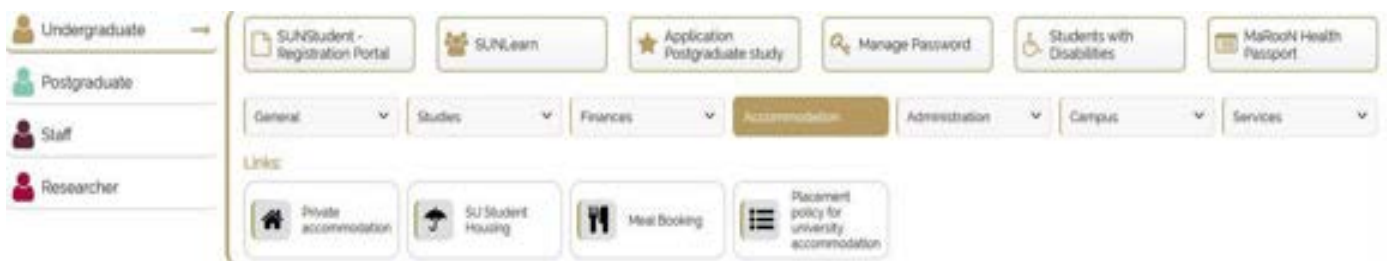 Undergraduate
Postgraduate
Staff
Researcher
SUNStudent -
Registration Portal
SUNLearn
Application
Postgraduate study
Manage Password
Students with
Disabilities
MaRooN Health
Passport
General
Studies
Finances
Accommodation
Administration
Campus
Services
Links:
Private
accommodation
SU Student
Housing
Meal Booking
Placement
policy for
university
accommodation